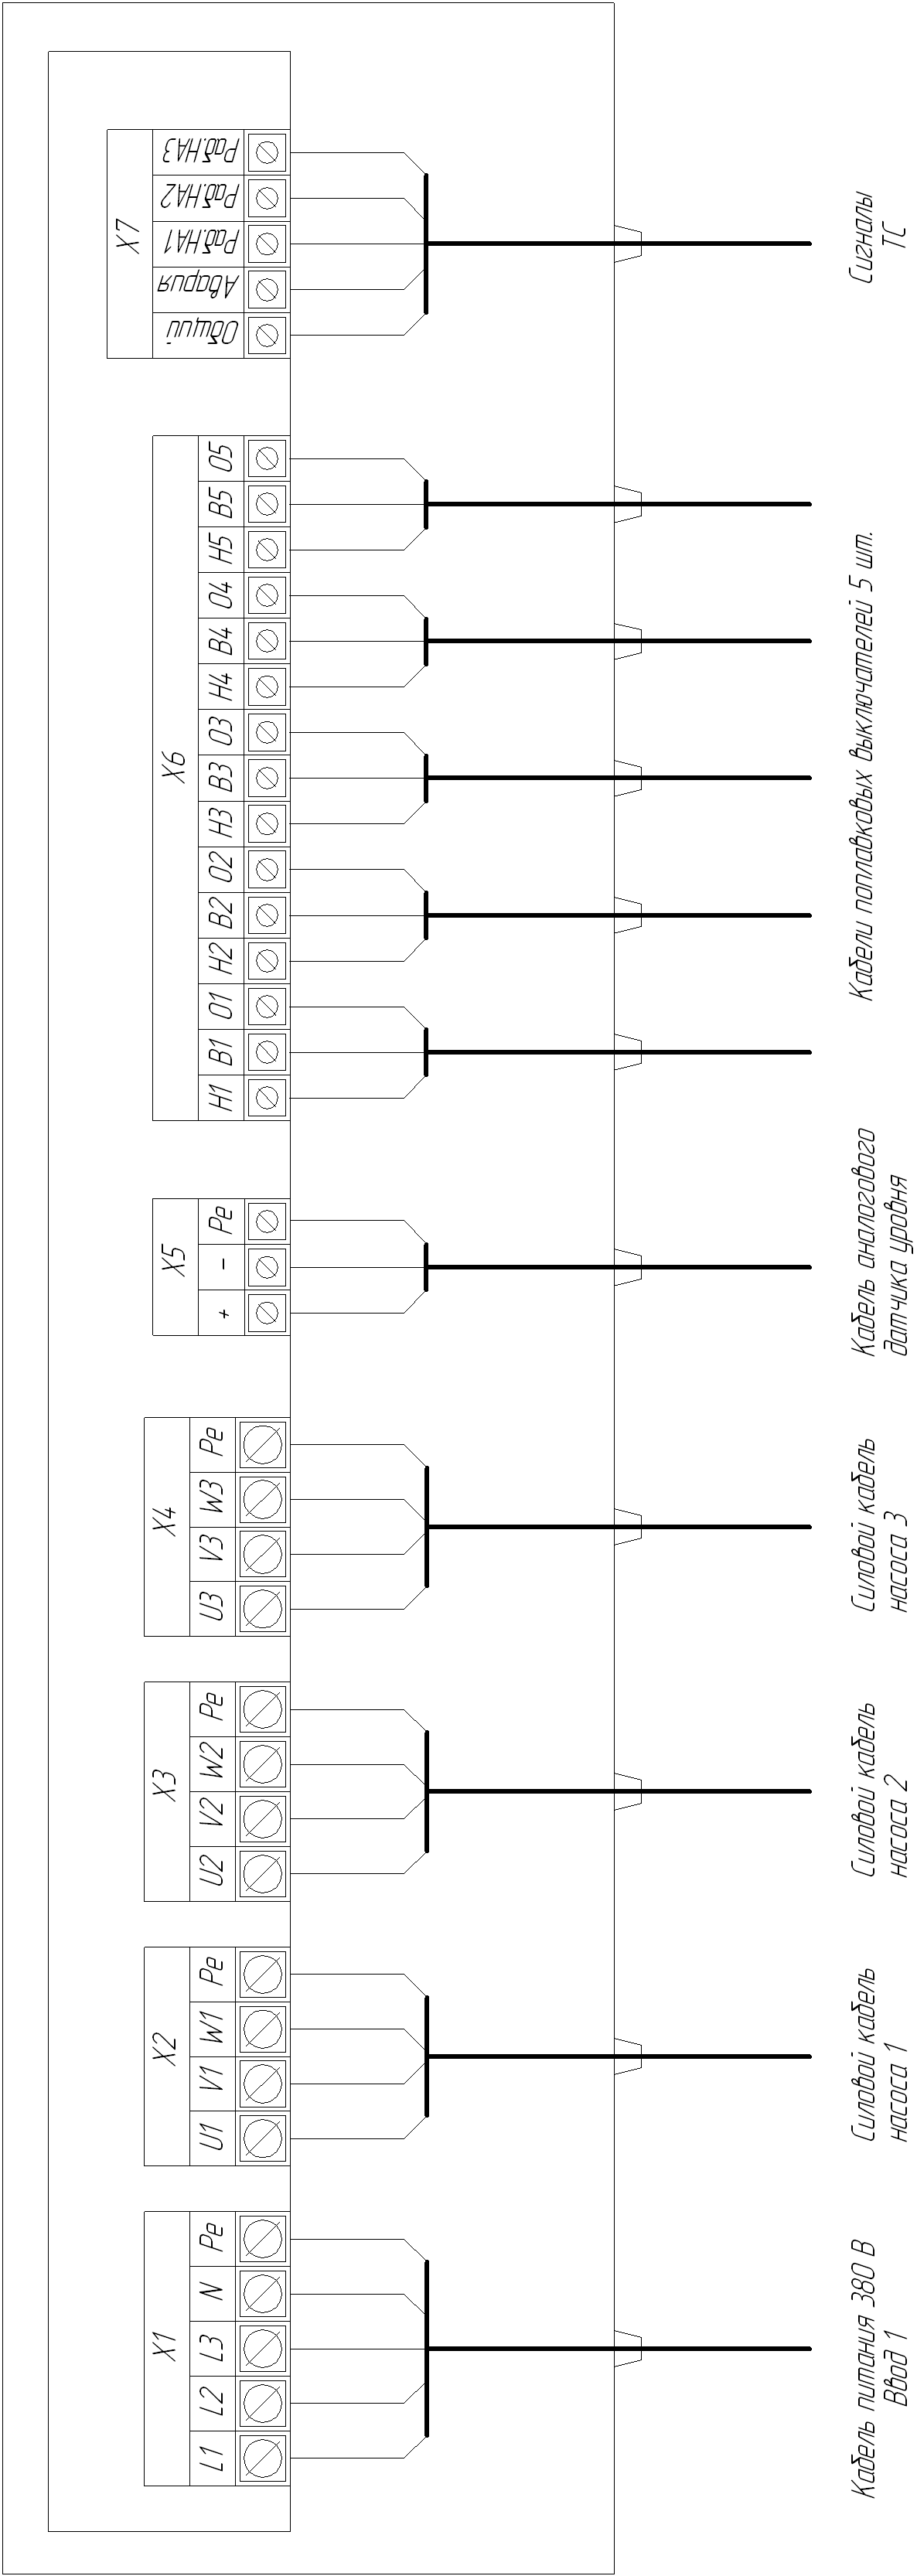 X1
L1
L2
L3
N
Pe
X2
U1
V1
W1
Pe
X3
U2
V2
W2
Pe
X4
U3
V3
W3
Pe
X5
+
-
Pe
X6
Н1
В1
О1
Н2
В2
О2
Н3
В3
О3
Н4
В4
О4
Н5
В5
О5
X7
Общий
Авария
Раб.НА1
Раб.НА2
Раб.НА3
Кабель питания 380 В
Ввод 1
Силовой кабель
насоса 1
Силовой кабель
насоса 2
Силовой кабель
насоса 3
Кабель аналогового
датчика уровня
Кабели поплавковых выключателей 5 шт.
Сигналы
ТС